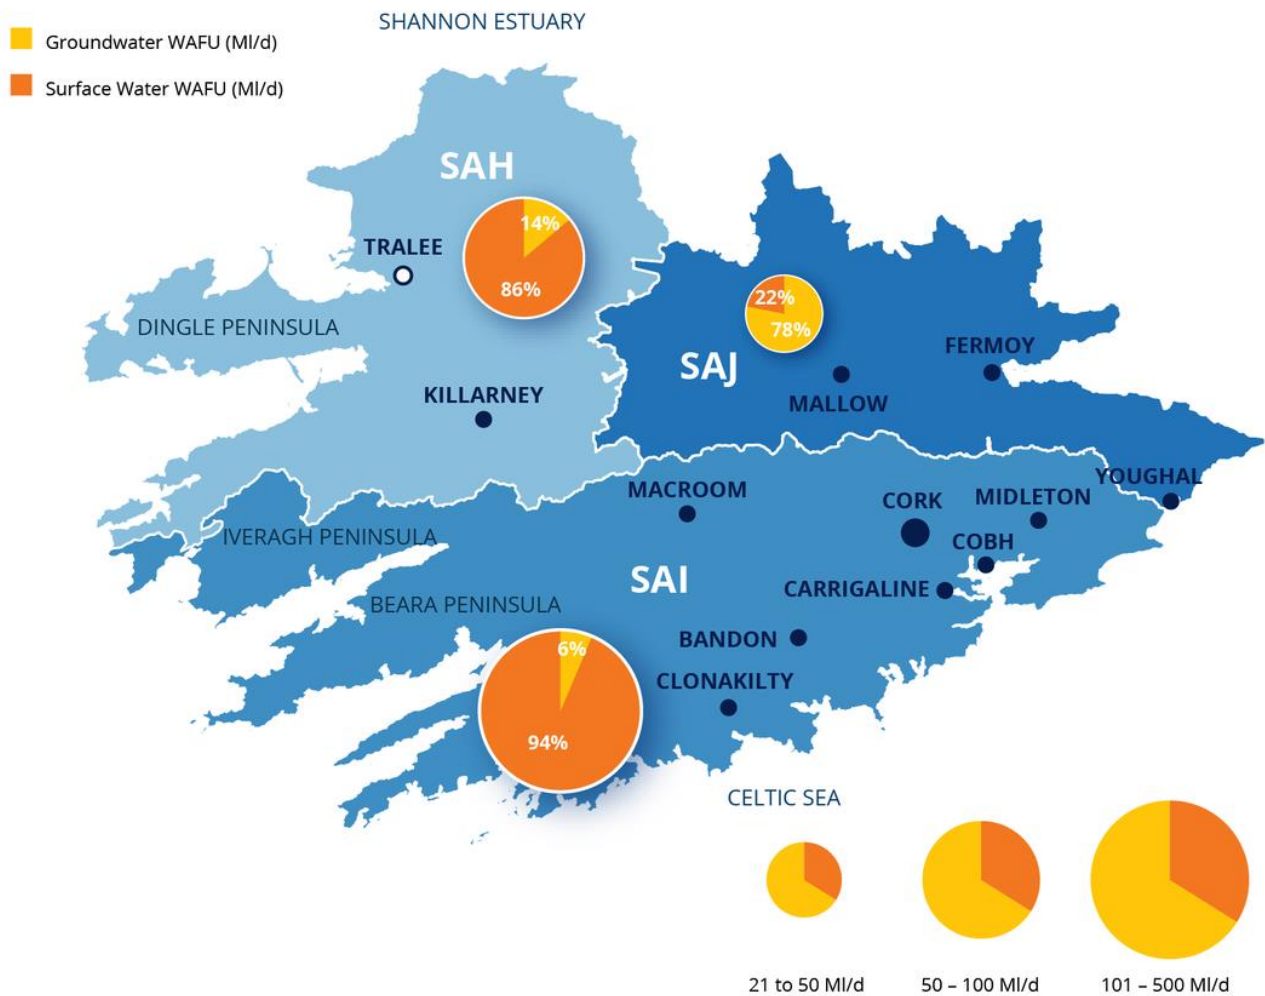 SHANNON ESTUARY
Groundwater WAFU (Ml/d)
Surface Water WAFU (Ml/d)
SAH
14%
86%
TRALEE
DINGLE PENINSULA
KILLARNEY
22%
78%
SAJ
FERMOY
MALLOW
YOUGHAL
MACROOM
CORK
MIDLETON
COBH
IVERAGH PENINSULA
SAI
CARRIGALINE
BEARA PENINSULA
BANDON
6%
94%
CLONAKILTY
CELTIC SEA
21 to 50 Ml/d
50 – 100 Ml/d
101 – 500 Ml/d